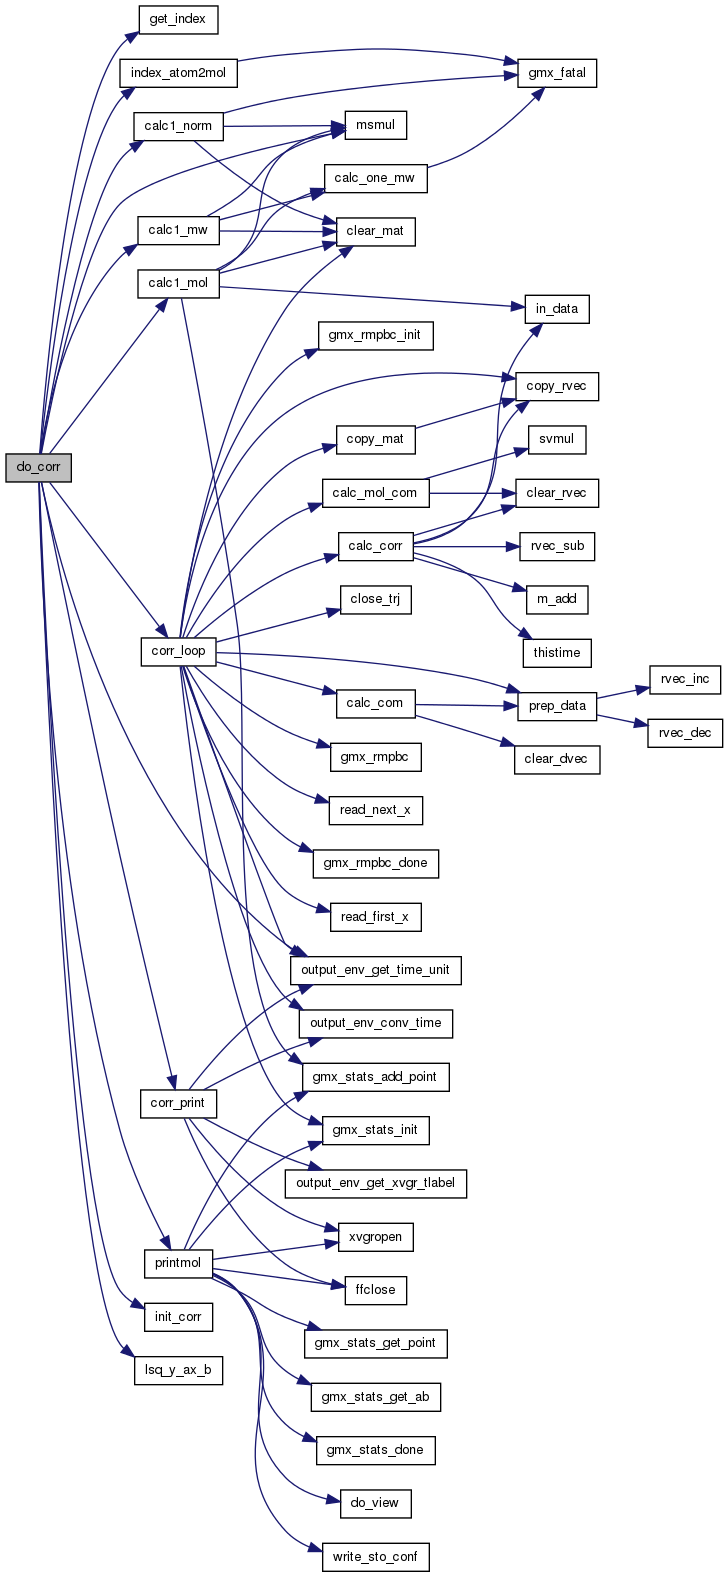 get_index
index_atom2mol
gmx_fatal
calc1_norm
msmul
calc_one_mw
calc1_mw
clear_mat
calc1_mol
in_data
gmx_rmpbc_init
copy_rvec
copy_mat
svmul
do_corr
calc_mol_com
clear_rvec
calc_corr
rvec_sub
close_trj
m_add
corr_loop
thistime
rvec_inc
calc_com
prep_data
rvec_dec
gmx_rmpbc
clear_dvec
read_next_x
gmx_rmpbc_done
read_first_x
output_env_get_time_unit
output_env_conv_time
gmx_stats_add_point
corr_print
gmx_stats_init
output_env_get_xvgr_tlabel
xvgropen
printmol
ffclose
init_corr
gmx_stats_get_point
lsq_y_ax_b
gmx_stats_get_ab
gmx_stats_done
do_view
write_sto_conf